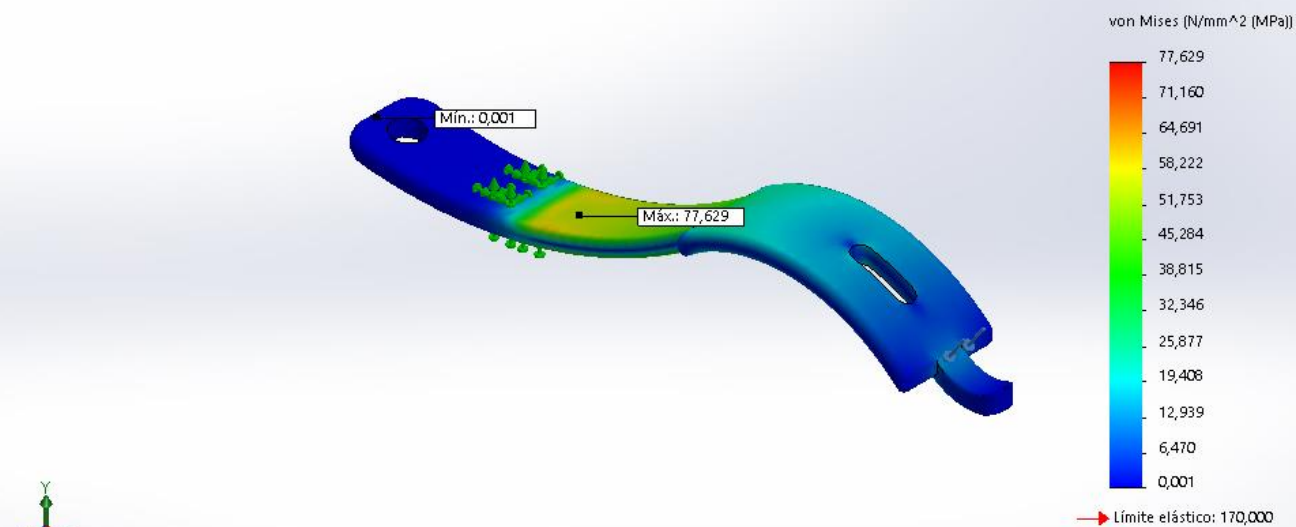 von Mises (N/mm^2 (MPa))
77,629
71,160
64,691
58,222
51,753
45,284
38,815
32,346
25,877
19,408
12,939
6,470
0,001
Límite elástico: 170,000
Mín.: 0,001
Máx.: 77,629
Y